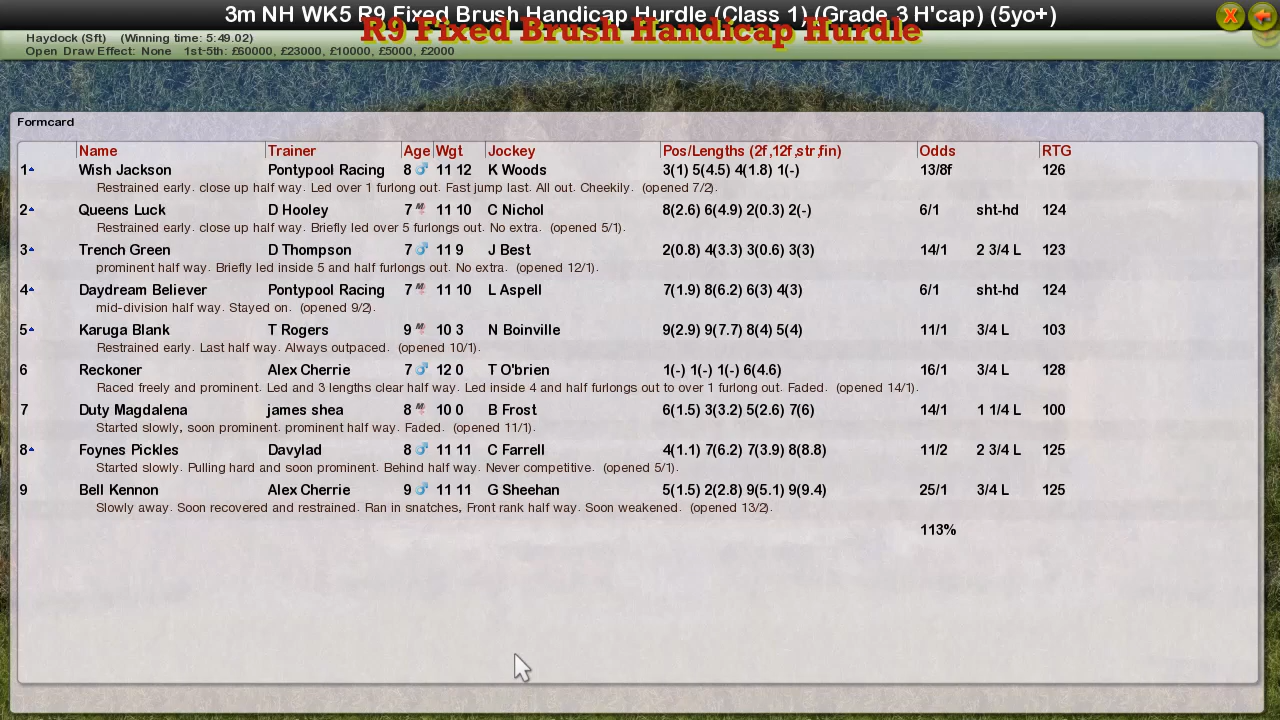 3m NH WK5 R9 Fixed Brush Handicap Hurdle (Class 1) (Grade 3 H'cap) (5yo+)
R9 Fixed Brush Handicap Hurdle
Haydock (Sft) (Winning time: 5:49.02)
Open Draw Effect: None 1st-5th: £60000, £23000, £10000, £5000, £2000
Formcard
Name Trainer Age Wgt Jockey Pos/Lengths (2f,12f,str,fin) Odds RTG
1 Wish Jackson Pontypool Racing 8 11 12 K Woods 3(1) 5(4.5) 4(1.8) 1(-) 13/8f 126
Restrained early. close up half way. Led over 1 furlong out. Fast jump last. All out. Cheekily. (opened 7/2).
2 Queens Luck D Hooley 7 11 10 C Nichol 8(2.6) 6(4.9) 2(0.3) 2(-) 6/1 sht-hd 124
Restrained early. close up half way. Briefly led over 5 furlongs out. No extra. (opened 5/1).
3 Trench Green D Thompson 7 11 9 J Best 2(0.8) 4(3.3) 3(0.6) 3(3) 14/1 2 3/4 L 123
prominent half way. Briefly led inside 5 and half furlongs out. No extra. (opened 12/1).
4 Daydream Believer Pontypool Racing 7 11 10 L Aspell 7(1.9) 8(6.2) 6(3) 4(3) 6/1 sht-hd 124
mid-division half way. Stayed on. (opened 9/2).
5 Karuga Blank T Rogers 9 10 3 N Boinville 9(2.9) 9(7.7) 8(4) 5(4) 11/1 3/4 L 103
Restrained early. Last half way. Always outpaced. (opened 10/1).
6 Reckoner Alex Cherrie 7 12 0 T O'brien 1(-) 1(-) 1(-) 6(4.6) 16/1 3/4 L 128
Raced freely and prominent. Led and 3 lengths clear half way. Led inside 4 and half furlongs out to over 1 furlong out. Faded. (opened 14/1).
7 Duty Magdalena james shea 8 10 0 B Frost 6(1.5) 3(3.2) 5(2.6) 7(6) 14/1 1 1/4 L 100
Started slowly, soon prominent. prominent half way. Faded. (opened 11/1).
8 Foynes Pickles Davylad 8 11 11 C Farrell 4(1.1) 7(6.2) 7(3.9) 8(8.8) 11/2 2 3/4 L 125
Started slowly. Pulling hard and soon prominent. Behind half way. Never competitive. (opened 5/1).
9 Bell Kennon Alex Cherrie 9 11 11 G Sheehan 5(1.5) 2(2.8) 9(5.1) 9(9.4) 25/1 3/4 L 125
Slowly away. Soon recovered and restrained. Ran in snatches, Front rank half way. Soon weakened. (opened 13/2).
113%